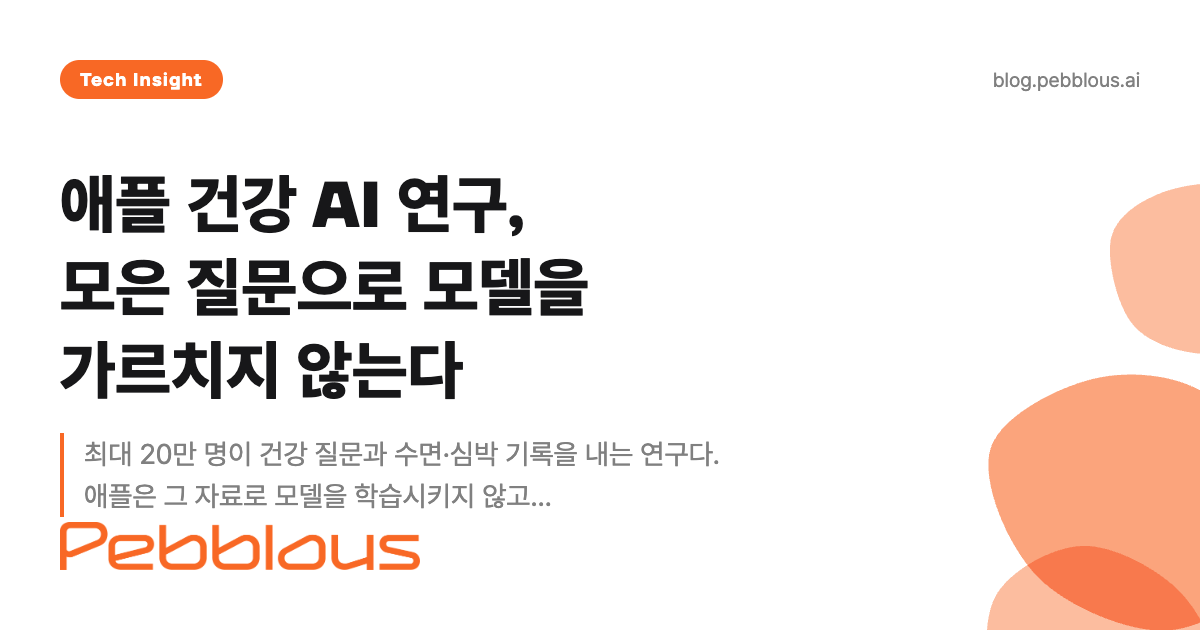 Tech Insight
blog.pebblous.ai
애플 건강 AI 연구,
모은 질문으로 모델을
가르치지 않는다
최대 20만 명이 건강 질문과 수면·심박 기록을 내는 연구다.
애플은 그 자료로 모델을 학습시키지 않고...
Pebblous